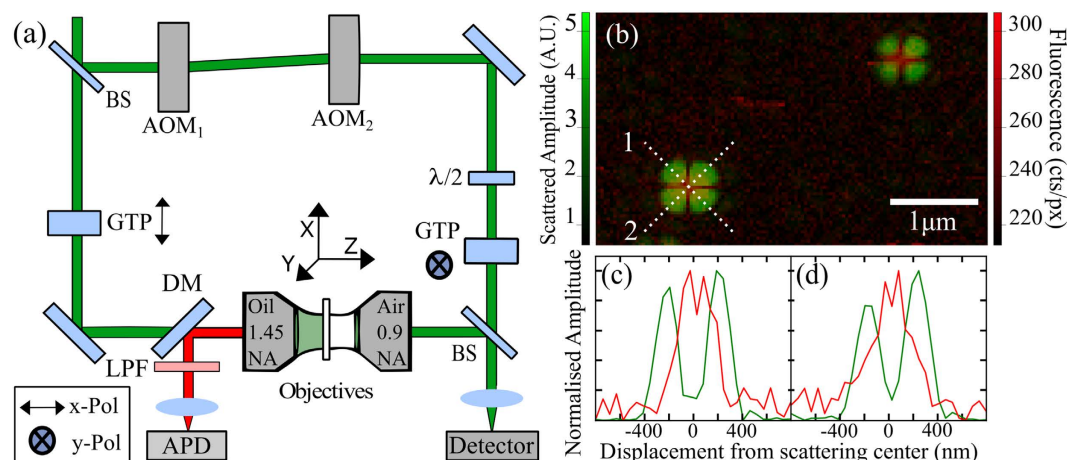 (a)
BS
AOM₁
AOM₂
λ/2
GTP
GTP
X
Y
Z
DM
Oil
1.45
NA
Air
0.9
NA
BS
LPF
Objectives
x-Pol
y-Pol
APD
Detector
(b)
Scattered Amplitude (A.U.)
5
4
3
2
1
1
2
1μm
300
280
260
240
220
Fluorescence (cts/px)
(c)
(d)
Normalised Amplitude
-400 0 400 -400 0 400
Displacement from scattering center (nm)